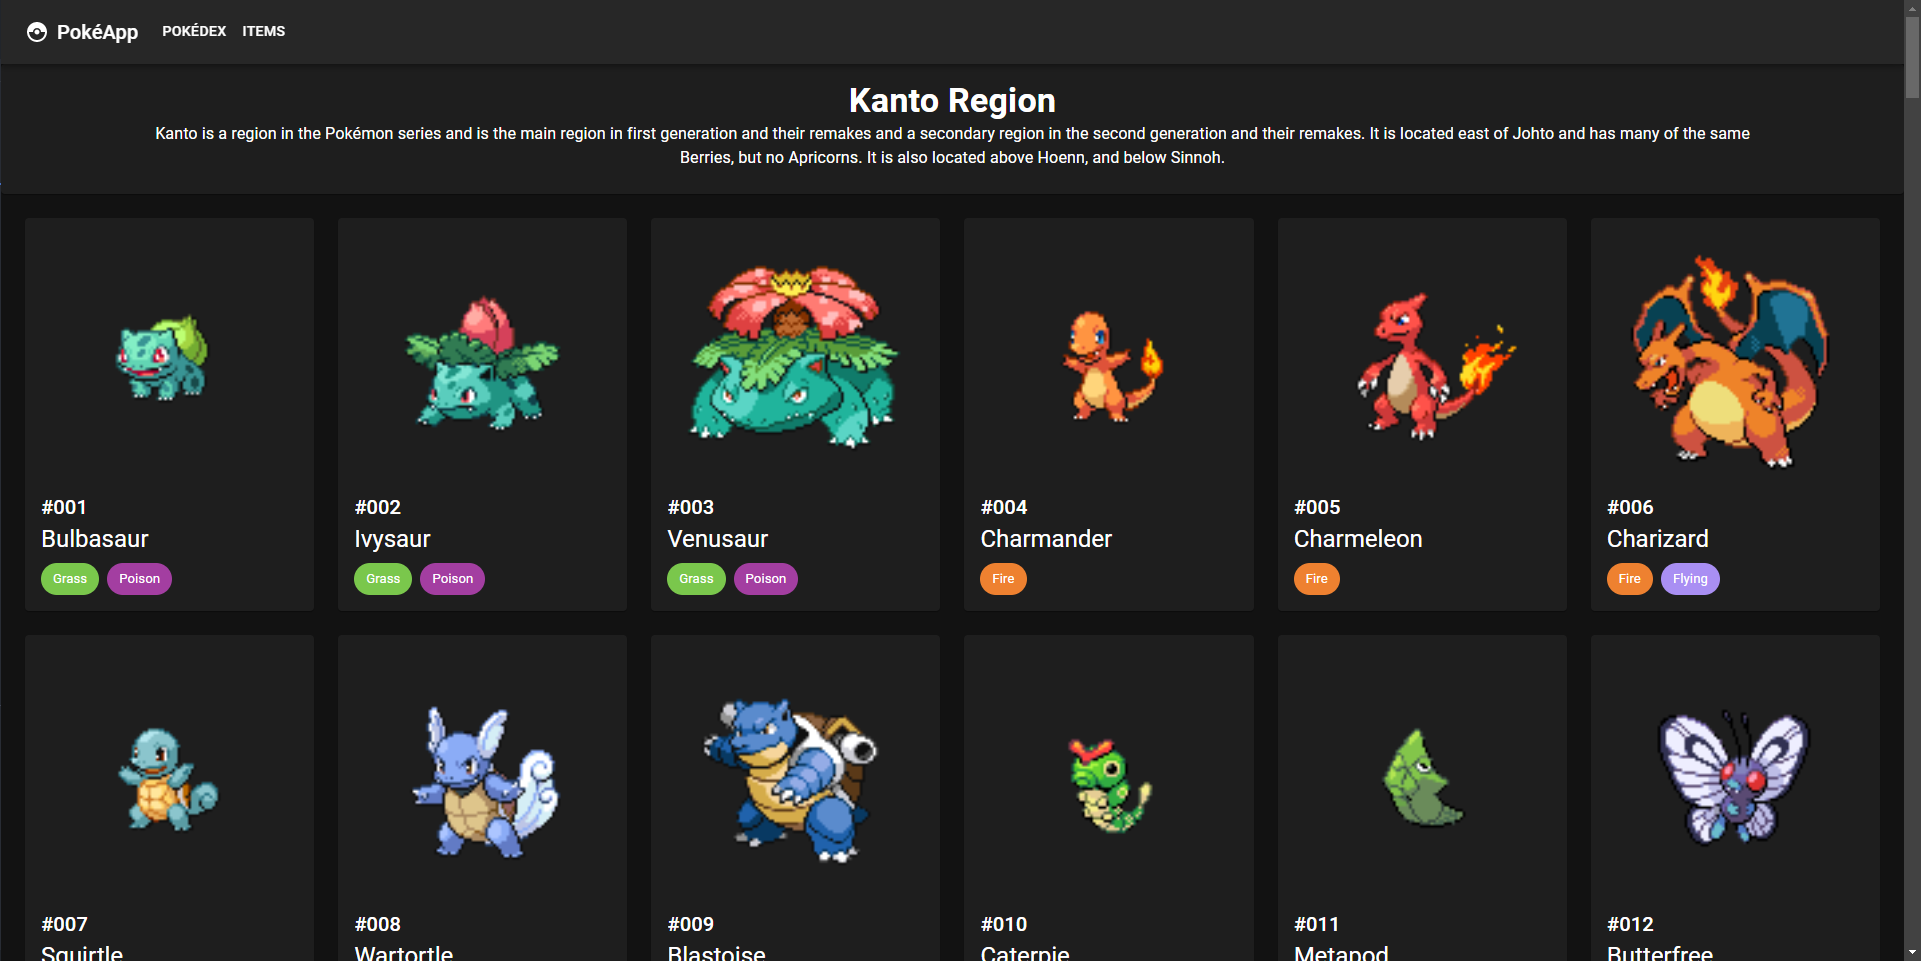 PokéApp POKÉDEX ITEMS
Kanto Region
Kanto is a region in the Pokémon series and is the main region in first generation and their remakes and a secondary region in the second generation and their remakes. It is located east of Johto and has many of the same
Berries, but no Apricorns. It is also located above Hoenn, and below Sinnoh.
#001 #002 #003 #004 #005 #006
Bulbasaur Ivysaur Venusaur Charmander Charmeleon Charizard
Grass Poison Grass Poison Grass Poison Fire Fire Fire Flying
#007 #008 #009 #010 #011 #012
Squirtle Wartortle Blastoise Caterpie Metapod Butterfree